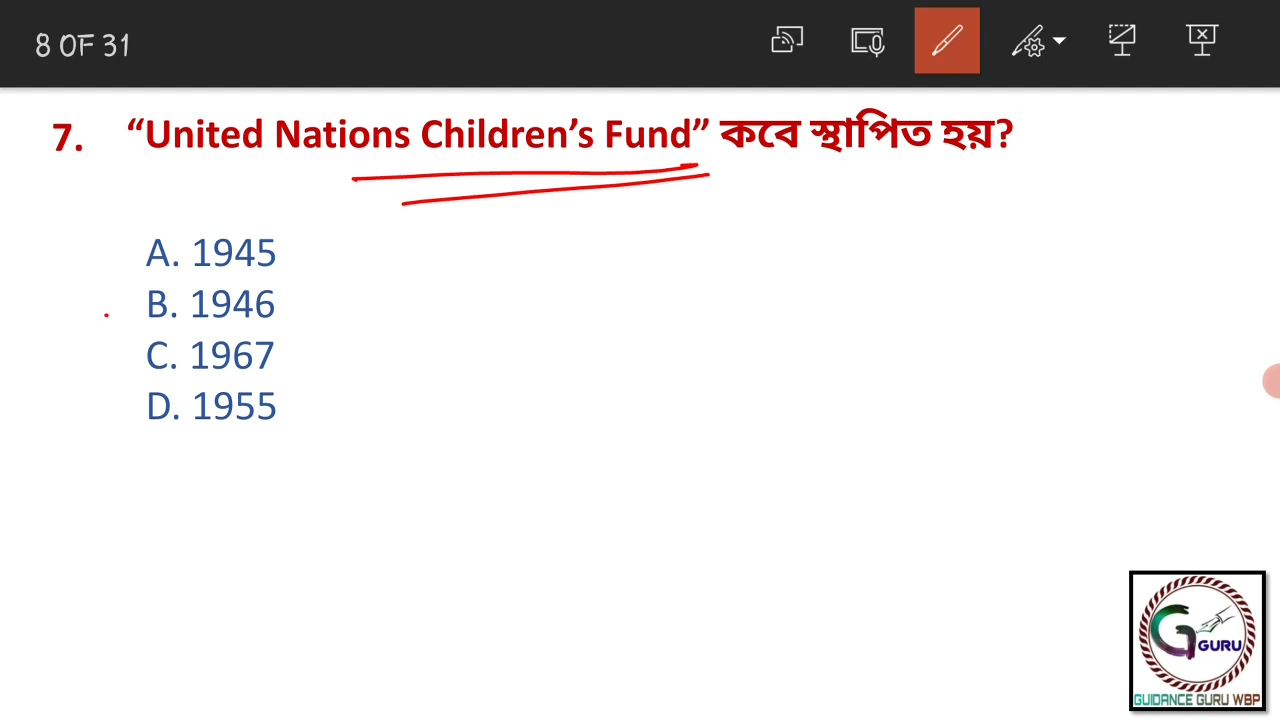 8 OF 31
7. “United Nations Children’s Fund” কবে স্থাপিত হয়?
A. 1945
B. 1946
C. 1967
D. 1955
G GURU
GUIDANCE GURU WBP